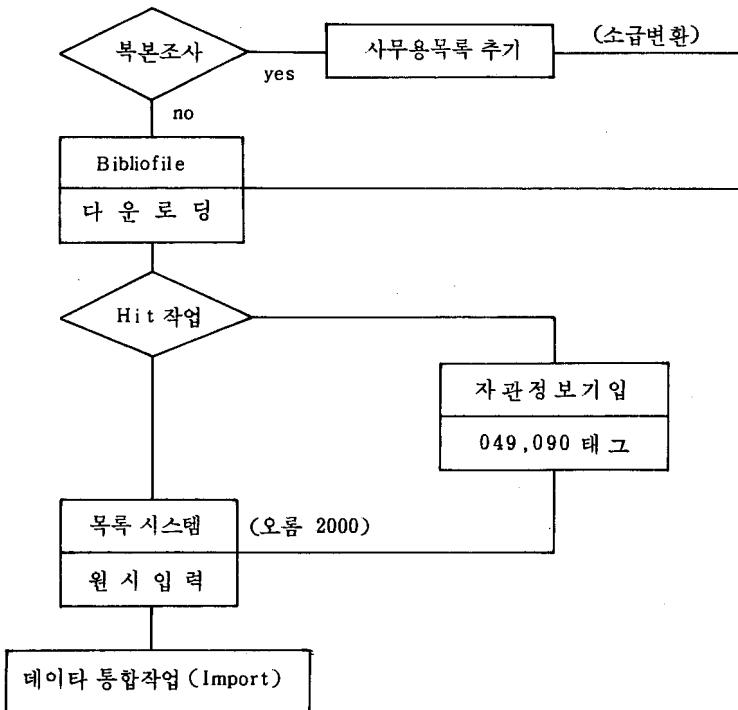 복본조사
사무용목록 추기
(소급변환)
yes
no
Bibliofile
다 운 로 딩
Hit 작업
자 관 정 보 기 입
049,090 태 그
목록 시스템
(오롬 2000)
원 시 입 력
데이타 통합작업 (Import)